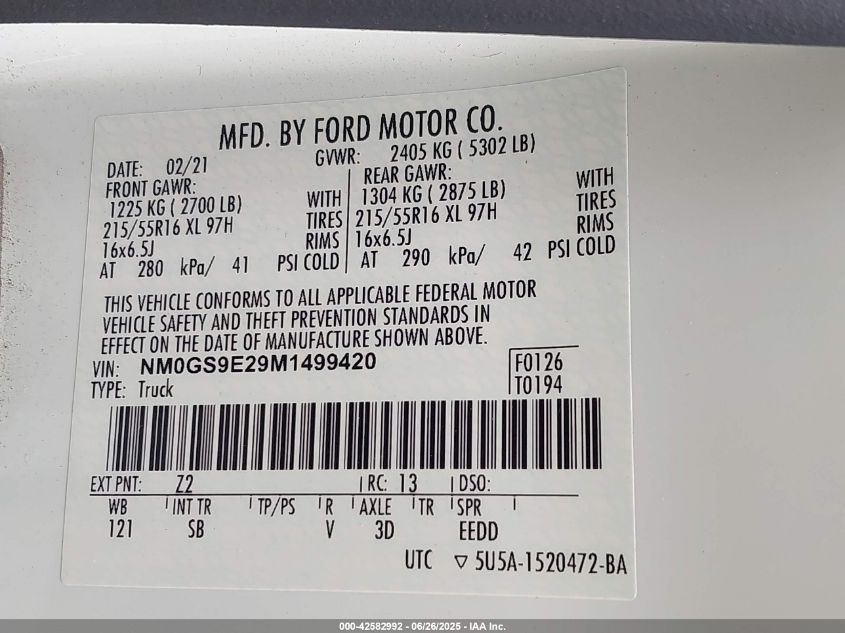 MFD. BY FORD MOTOR CO.
DATE: 02/21 GVWR: 2405 KG ( 5302 LB)
FRONT GAWR: REAR GAWR:
1225 KG ( 2700 LB) WITH 1304 KG ( 2875 LB) WITH
215/55R16 XL 97H TIRES 215/55R16 XL 97H TIRES
16x6.5J RIMS 16x6.5J RIMS
AT 280 kPa/ 41 PSI COLD AT 290 kPa/ 42 PSI COLD
THIS VEHICLE CONFORMS TO ALL APPLICABLE FEDERAL MOTOR
VEHICLE SAFETY AND THEFT PREVENTION STANDARDS IN
EFFECT ON THE DATE OF MANUFACTURE SHOWN ABOVE.
VIN: NM0GS9E29M1499420 F0126
TYPE: Truck T0194
EXT PNT: Z2 RC: 13 DSO:
WB INT TR TP/PS R AXLE TR SPR
121 SB V 3D EEDD
UTC ▽ 5U5A-1520472-BA
000-42582992 - 06/26/2025 - IAA Inc.